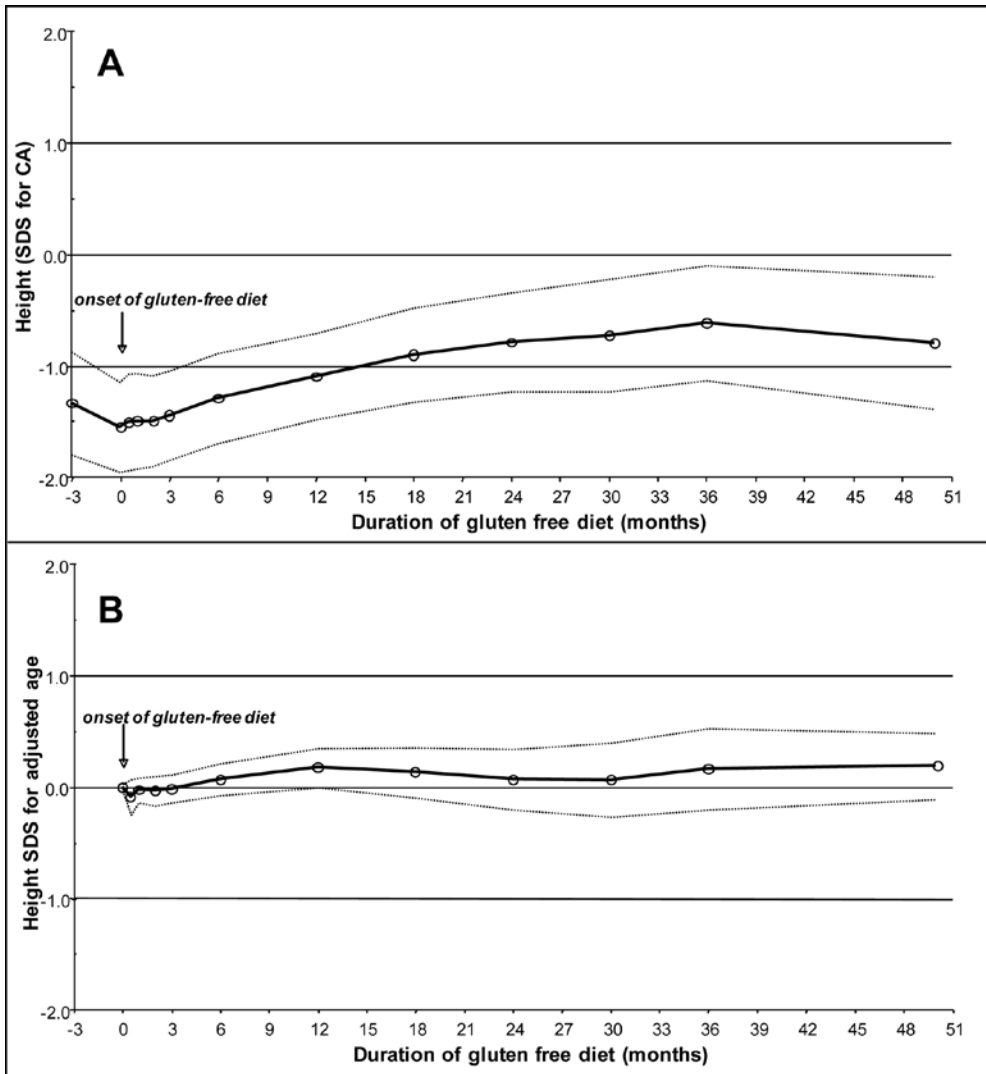 A
2.0
1.0
0.0
-1.0
-2.0
Height (SDS for CA)
onset of gluten-free diet
-3 0 3 6 9 12 15 18 21 24 27 30 33 36 39 42 45 48 51
Duration of gluten free diet (months)
B
2.0
1.0
0.0
-1.0
-2.0
Height SDS for adjusted age
onset of gluten-free diet
-3 0 3 6 9 12 15 18 21 24 27 30 33 36 39 42 45 48 51
Duration of gluten free diet (months)